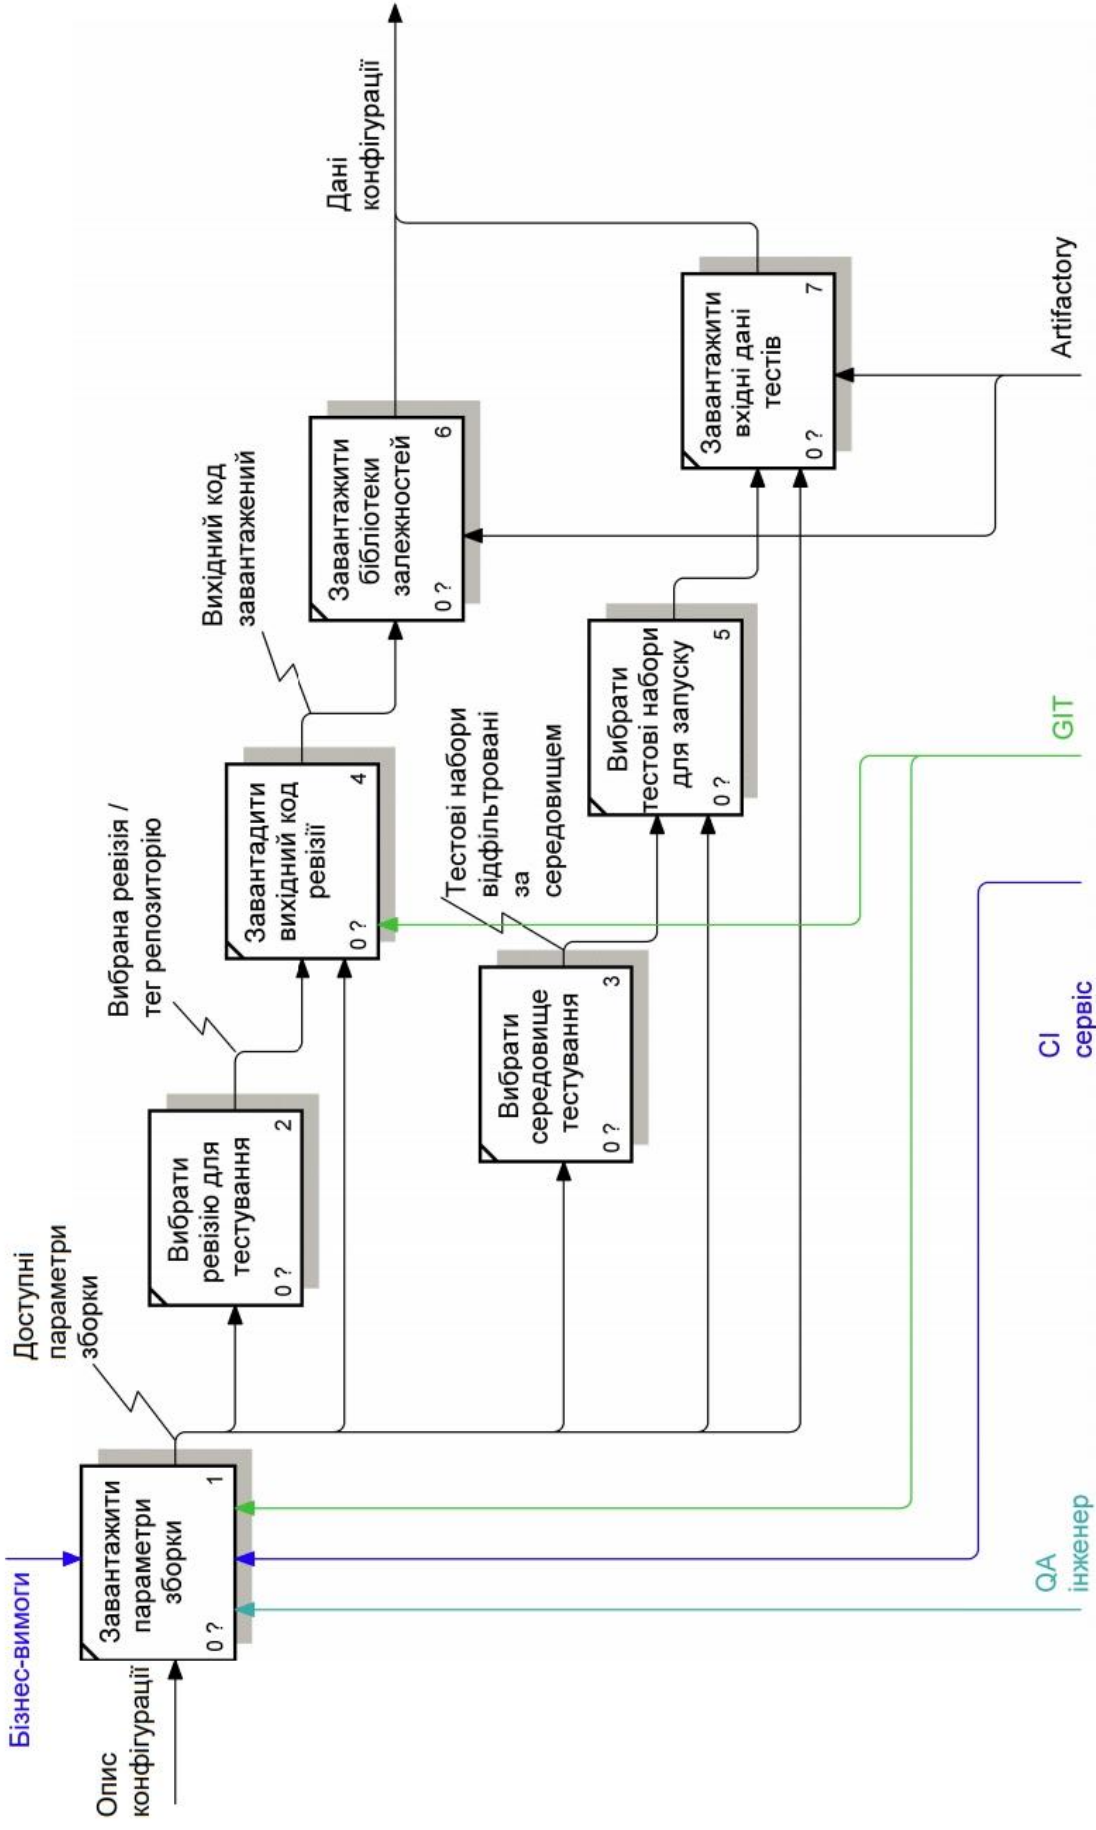 Бізнес-вимоги
Опис
конфігурації
Завантажити
параметри
зборки
0 ?
1
Доступні
параметри
зборки
Вибрати
ревізію для
тестування
0 ?
2
Вибрана ревізія /
тег репозиторію
Вибрати
середовище
тестування
0 ?
3
Завантадити
вихідний код
ревізії
0 ?
4
Тестові набори
відфільтровані
за
середовищем
Вихідний код
завантажений
Вибрати
тестові набори
для запуску
0 ?
5
Завантажити
бібліотеки
залежностей
0 ?
6
Завантажити
вхідні дані
тестів
0 ?
7
Дані
конфігурації
QA
інженер
CI
сервіс
GIT
Artifactory